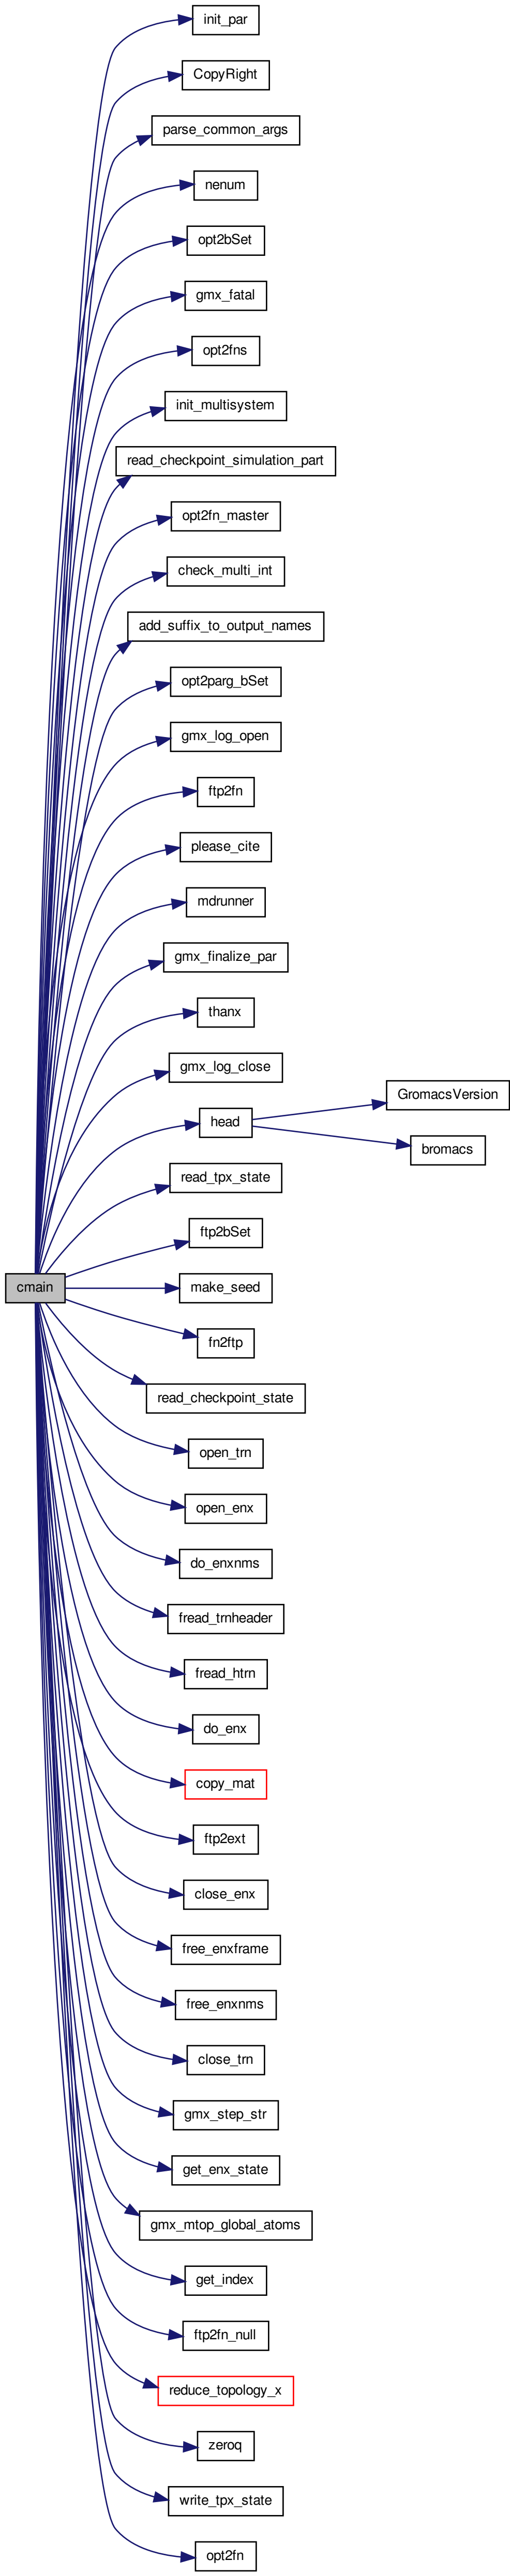 init_par
CopyRight
parse_common_args
nenum
opt2bSet
gmx_fatal
opt2fns
init_multisystem
read_checkpoint_simulation_part
opt2fn_master
check_multi_int
add_suffix_to_output_names
opt2parg_bSet
gmx_log_open
ftp2fn
please_cite
mdrunner
gmx_finalize_par
thanx
gmx_log_close
GromacsVersion
head
bromacs
read_tpx_state
ftp2bSet
cmain
make_seed
fn2ftp
read_checkpoint_state
open_trn
open_enx
do_enxnms
fread_trnheader
fread_htrn
do_enx
copy_mat
ftp2ext
close_enx
free_enxframe
free_enxnms
close_trn
gmx_step_str
get_enx_state
gmx_mtop_global_atoms
get_index
ftp2fn_null
reduce_topology_x
zeroq
write_tpx_state
opt2fn